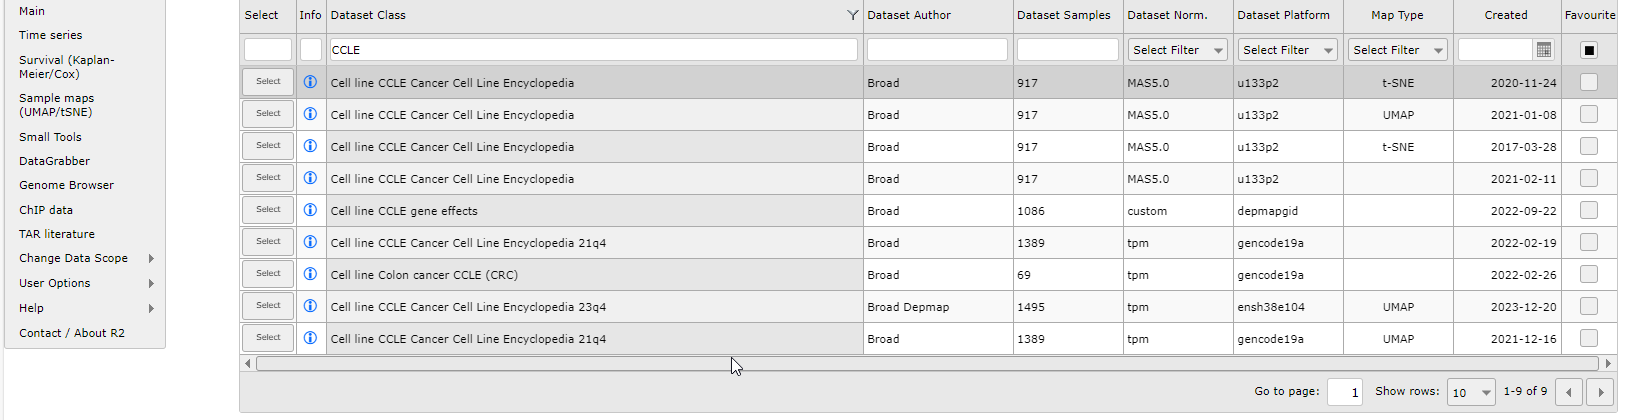 Main
Time series
Survival (Kaplan-
Meier/Cox)
Sample maps
(UMAP/tSNE)
Small Tools
DataGrabber
Genome Browser
ChIP data
TAR literature
Change Data Scope
User Options
Help
Contact / About R2
Select Info Dataset Class Dataset Author Dataset Samples Dataset Norm. Dataset Platform Map Type Created Favourite
CCLE Select Filter Select Filter Select Filter
Select Cell line CCLE Cancer Cell Line Encyclopedia Broad 917 MAS5.0 u133p2 t-SNE 2020-11-24
Select Cell line CCLE Cancer Cell Line Encyclopedia Broad 917 MAS5.0 u133p2 UMAP 2021-01-08
Select Cell line CCLE Cancer Cell Line Encyclopedia Broad 917 MAS5.0 u133p2 t-SNE 2017-03-28
Select Cell line CCLE Cancer Cell Line Encyclopedia Broad 917 MAS5.0 u133p2 2021-02-11
Select Cell line CCLE gene effects Broad 1086 custom depmapgid 2022-09-22
Select Cell line CCLE Cancer Cell Line Encyclopedia 21q4 Broad 1389 tpm gencode19a 2022-02-19
Select Cell line Colon cancer CCLE (CRC) Broad 69 tpm gencode19a 2022-02-26
Select Cell line CCLE Cancer Cell Line Encyclopedia 23q4 Broad Depmap 1495 tpm ensh38e104 UMAP 2023-12-20
Select Cell line CCLE Cancer Cell Line Encyclopedia 21q4 Broad 1389 tpm gencode19a UMAP 2021-12-16
Go to page: 1 Show rows: 10 1-9 of 9